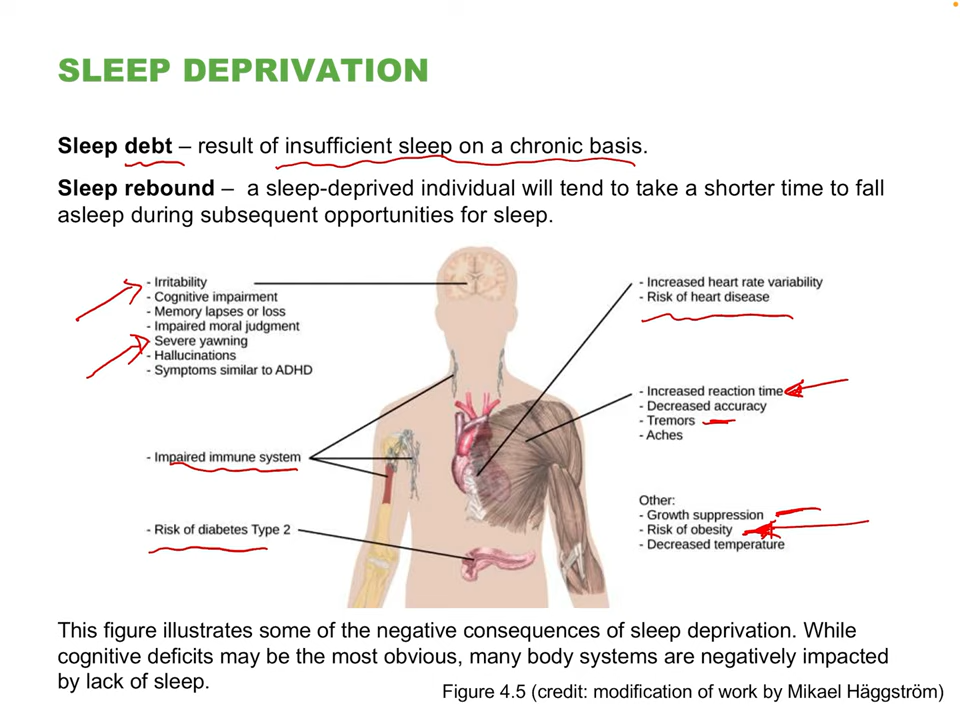 SLEEP DEPRIVATION
Sleep debt – result of insufficient sleep on a chronic basis.
Sleep rebound – a sleep-deprived individual will tend to take a shorter time to fall
asleep during subsequent opportunities for sleep.
- Irritability
- Cognitive impairment
- Memory lapses or loss
- Impaired moral judgment
- Severe yawning
- Hallucinations
- Symptoms similar to ADHD
- Impaired immune system
- Risk of diabetes Type 2
- Increased heart rate variability
- Risk of heart disease
- Increased reaction time
- Decreased accuracy
- Tremors
- Aches
Other:
- Growth suppression
- Risk of obesity
- Decreased temperature
This figure illustrates some of the negative consequences of sleep deprivation. While
cognitive deficits may be the most obvious, many body systems are negatively impacted
by lack of sleep.
Figure 4.5 (credit: modification of work by Mikael Häggström)